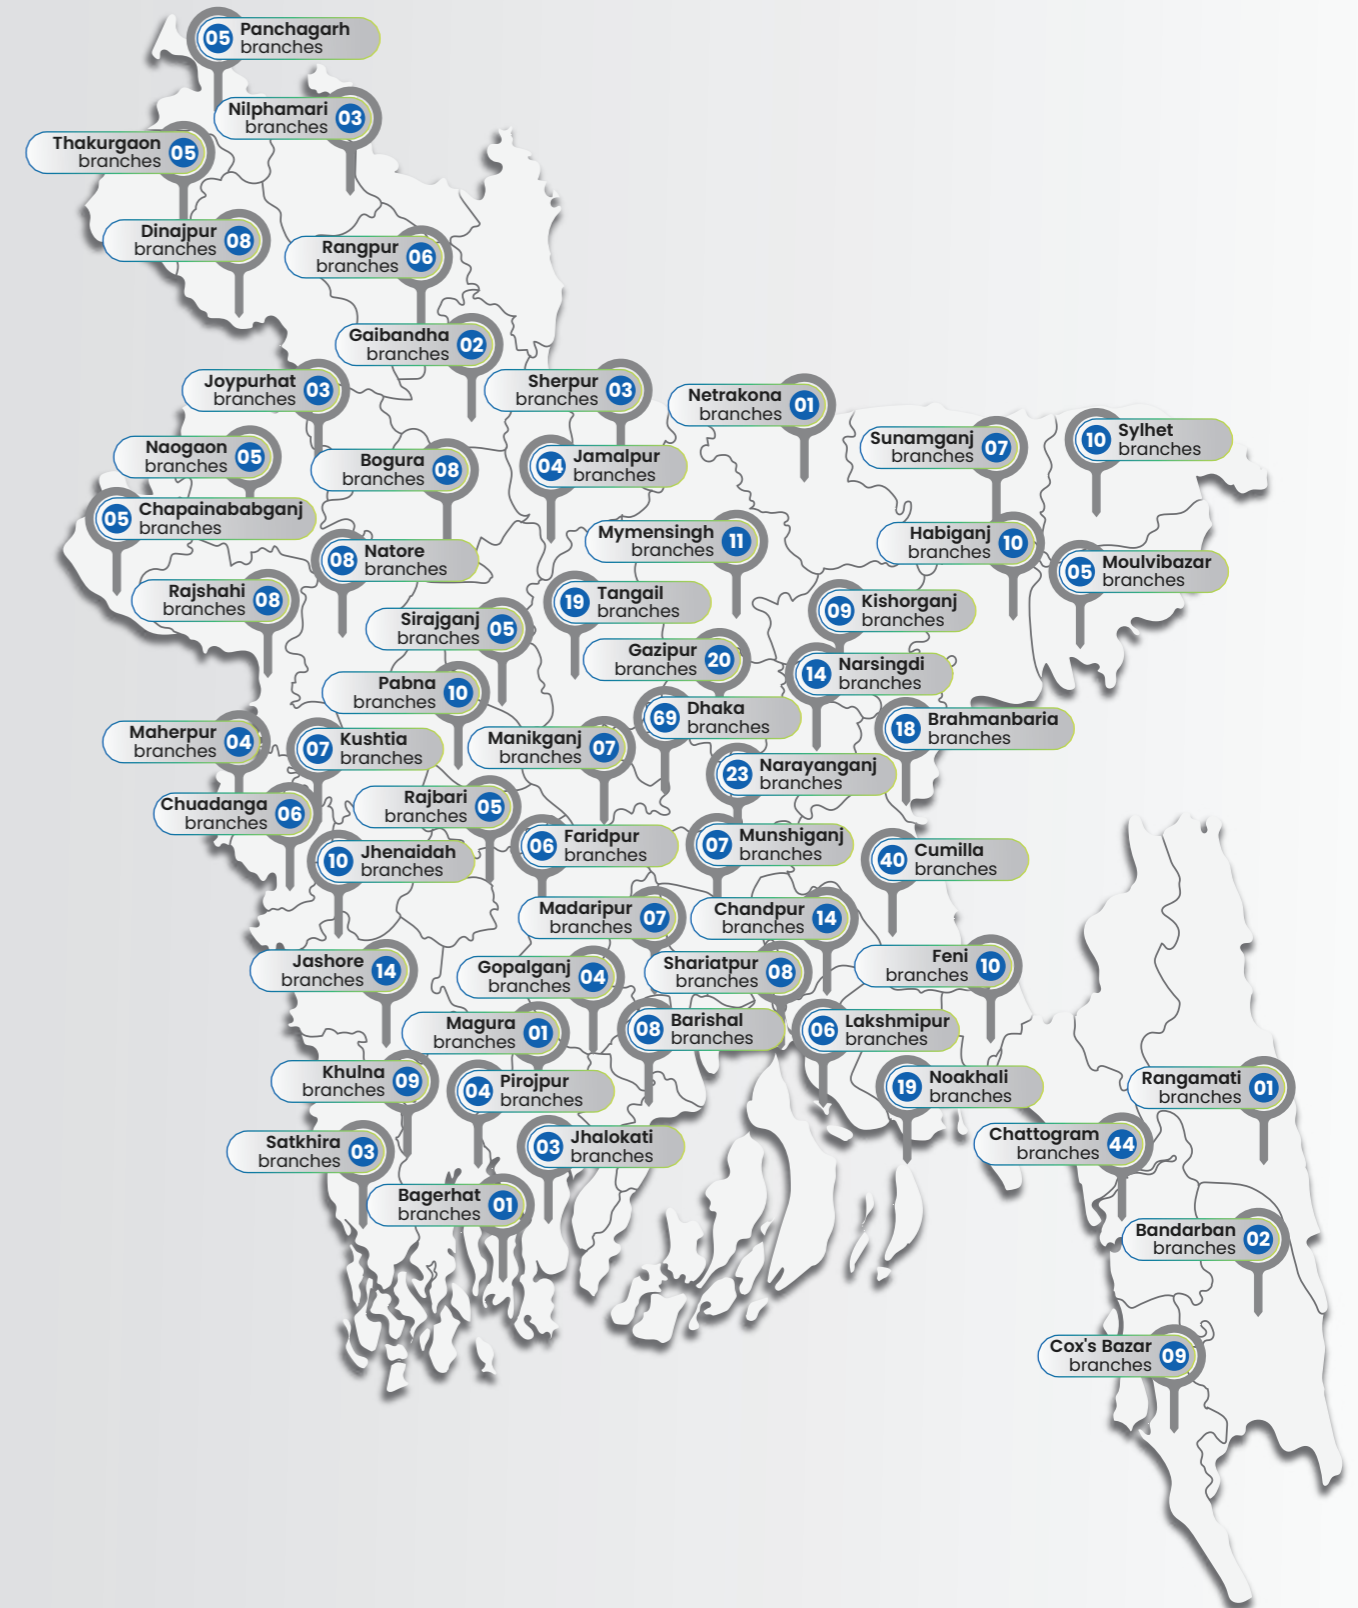 05
Panchagarh
branches
Nilphamari
branches
03
Thakurgaon
branches
05
Dinajpur
branches
08
Rangpur
branches
06
Gaibandha
branches
02
Joypurhat
branches
03
Sherpur
branches
03
Netrakona
branches
01
Sunamganj
branches
07
10
Sylhet
branches
Naogaon
branches
05
Bogura
branches
08
04
Jamalpur
branches
05
Chapainababganj
branches
Mymensingh
branches
11
Habiganj
branches
10
08
Natore
branches
05
Moulvibazar
branches
Rajshahi
branches
08
19
Tangail
branches
09
Kishorganj
branches
Sirajganj
branches
05
Gazipur
branches
20
14
Narsingdi
branches
Pabna
branches
10
69
Dhaka
branches
18
Brahmanbaria
branches
Maherpur
branches
04
07
Kushtia
branches
Manikganj
branches
07
23
Narayanganj
branches
Chuadanga
branches
06
Rajbari
branches
05
06
Faridpur
branches
07
Munshiganj
branches
10
Jhenaidah
branches
40
Cumilla
branches
Madaripur
branches
07
Chandpur
branches
14
Jashore
branches
14
Gopalganj
branches
04
Shariatpur
branches
08
Feni
branches
10
Magura
branches
01
08
Barishal
branches
06
Lakshmipur
branches
Khulna
branches
09
04
Pirojpur
branches
19
Noakhali
branches
Rangamati
branches
01
Satkhira
branches
03
03
Jhalokati
branches
Chattogram
branches
44
Bagerhat
branches
01
Bandarban
branches
02
Cox's Bazar
branches
09